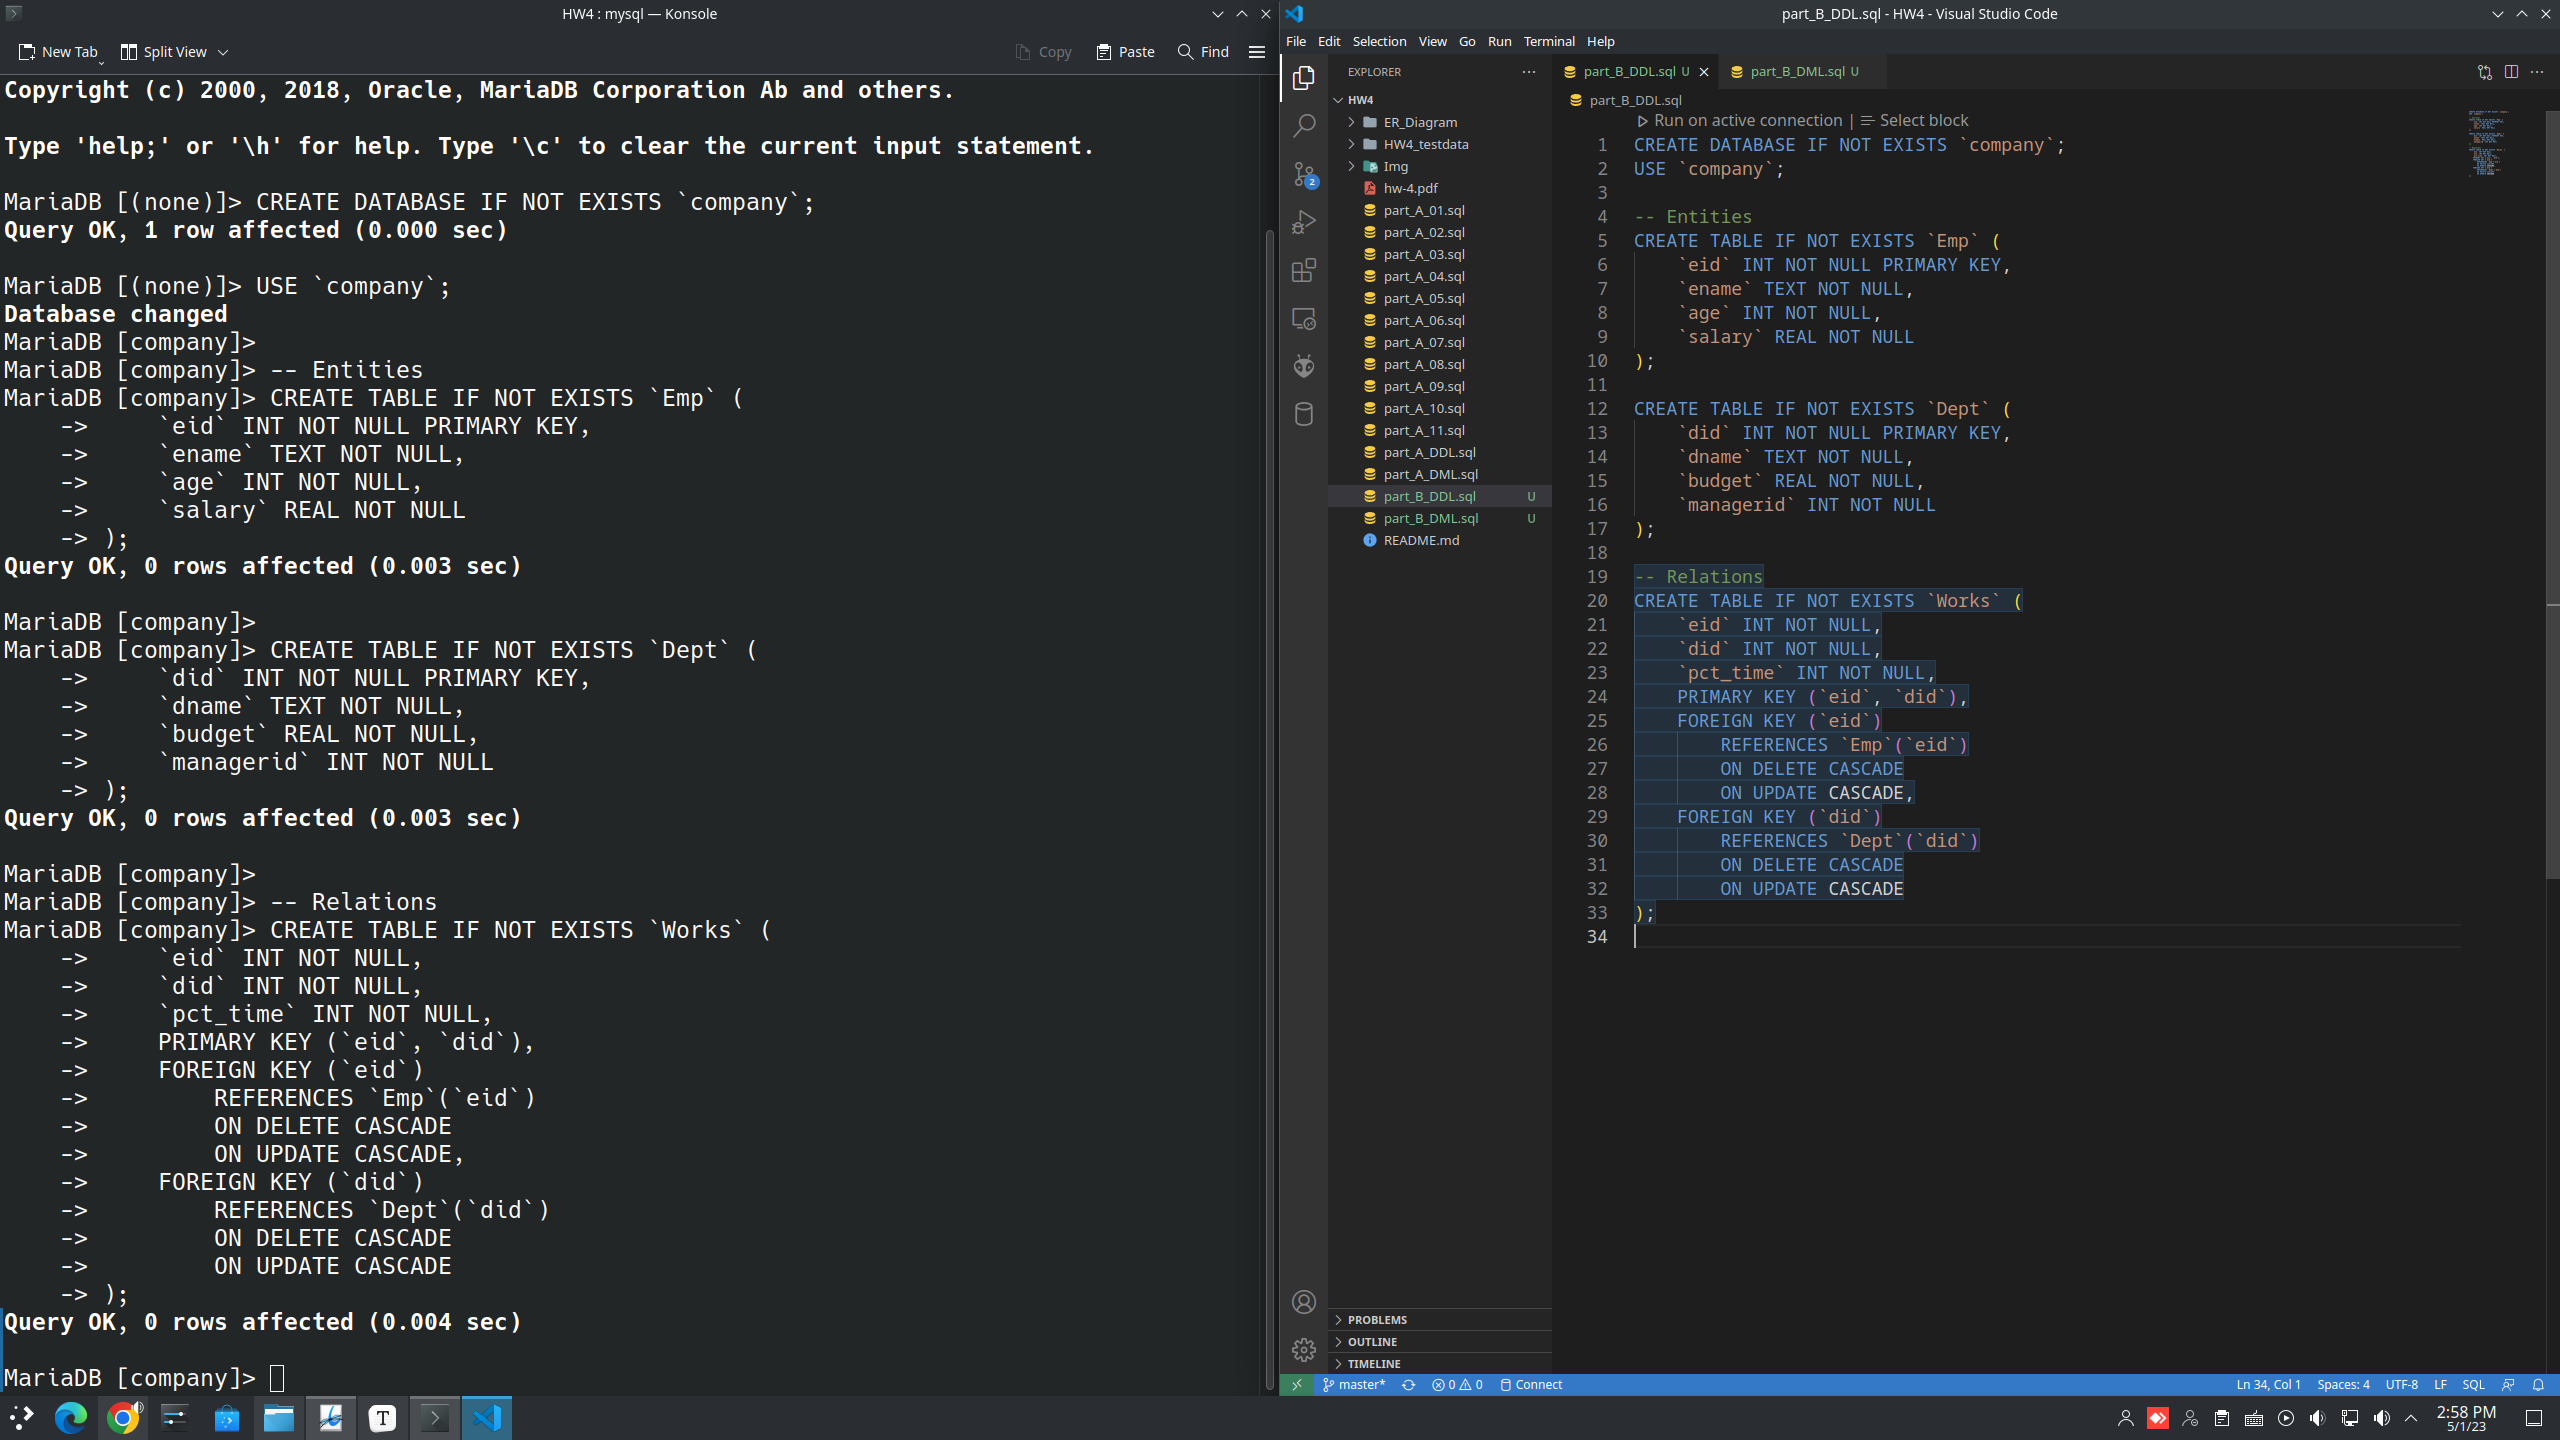 HW4 : mysql — Konsole
New Tab
Split View
Copy
Paste
Find
Copyright (c) 2000, 2018, Oracle, MariaDB Corporation Ab and others.
Type 'help;' or '\h' for help. Type '\c' to clear the current input statement.
MariaDB [(none)]> CREATE DATABASE IF NOT EXISTS `company`;
Query OK, 1 row affected (0.000 sec)
MariaDB [(none)]> USE `company`;
Database changed
MariaDB [company]>
MariaDB [company]> -- Entities
MariaDB [company]> CREATE TABLE IF NOT EXISTS `Emp` (
    ->     `eid` INT NOT NULL PRIMARY KEY,
    ->     `ename` TEXT NOT NULL,
    ->     `age` INT NOT NULL,
    ->     `salary` REAL NOT NULL
    -> );
Query OK, 0 rows affected (0.003 sec)
MariaDB [company]>
MariaDB [company]> CREATE TABLE IF NOT EXISTS `Dept` (
    ->     `did` INT NOT NULL PRIMARY KEY,
    ->     `dname` TEXT NOT NULL,
    ->     `budget` REAL NOT NULL,
    ->     `managerid` INT NOT NULL
    -> );
Query OK, 0 rows affected (0.003 sec)
MariaDB [company]>
MariaDB [company]> -- Relations
MariaDB [company]> CREATE TABLE IF NOT EXISTS `Works` (
    ->     `eid` INT NOT NULL,
    ->     `did` INT NOT NULL,
    ->     `pct_time` INT NOT NULL,
    ->     PRIMARY KEY (`eid`, `did`),
    ->     FOREIGN KEY (`eid`)
    ->         REFERENCES `Emp`(`eid`)
    ->         ON DELETE CASCADE
    ->         ON UPDATE CASCADE,
    ->     FOREIGN KEY (`did`)
    ->         REFERENCES `Dept`(`did`)
    ->         ON DELETE CASCADE
    ->         ON UPDATE CASCADE
    -> );
Query OK, 0 rows affected (0.004 sec)
MariaDB [company]>
part_B_DDL.sql - HW4 - Visual Studio Code
File Edit Selection View Go Run Terminal Help
EXPLORER
HW4
ER_Diagram
HW4_testdata
Img
hw-4.pdf
part_A_01.sql
part_A_02.sql
part_A_03.sql
part_A_04.sql
part_A_05.sql
part_A_06.sql
part_A_07.sql
part_A_08.sql
part_A_09.sql
part_A_10.sql
part_A_11.sql
part_A_DDL.sql
part_A_DML.sql
part_B_DDL.sql U
part_B_DML.sql U
README.md
PROBLEMS
OUTLINE
TIMELINE
2
part_B_DDL.sql U
part_B_DML.sql U
part_B_DDL.sql
Run on active connection | Select block
1 CREATE DATABASE IF NOT EXISTS `company`;
2 USE `company`;
3
4 -- Entities
5 CREATE TABLE IF NOT EXISTS `Emp` (
6     `eid` INT NOT NULL PRIMARY KEY,
7     `ename` TEXT NOT NULL,
8     `age` INT NOT NULL,
9     `salary` REAL NOT NULL
10 );
11
12 CREATE TABLE IF NOT EXISTS `Dept` (
13     `did` INT NOT NULL PRIMARY KEY,
14     `dname` TEXT NOT NULL,
15     `budget` REAL NOT NULL,
16     `managerid` INT NOT NULL
17 );
18
19 -- Relations
20 CREATE TABLE IF NOT EXISTS `Works` (
21     `eid` INT NOT NULL,
22     `did` INT NOT NULL,
23     `pct_time` INT NOT NULL,
24     PRIMARY KEY (`eid`, `did`),
25     FOREIGN KEY (`eid`)
26         REFERENCES `Emp`(`eid`)
27         ON DELETE CASCADE
28         ON UPDATE CASCADE,
29     FOREIGN KEY (`did`)
30         REFERENCES `Dept`(`did`)
31         ON DELETE CASCADE
32         ON UPDATE CASCADE
33 );
34
master* 0 0 Connect
Ln 34, Col 1 Spaces: 4 UTF-8 LF SQL
T
2:58 PM
5/1/23